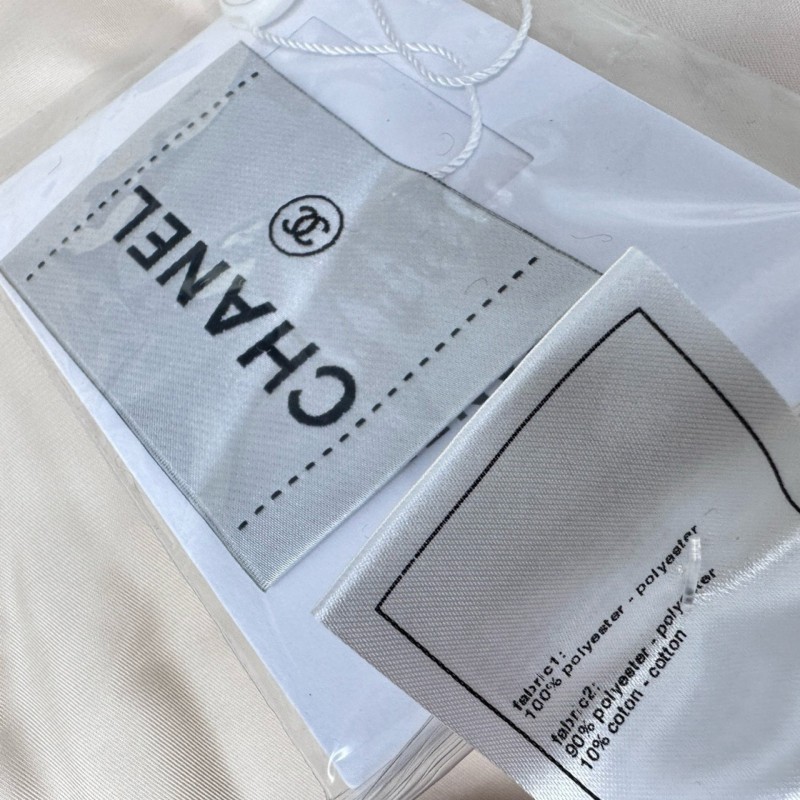 CHANEL
fabric1:
100% polyester - polyester
fabric2:
90% polyester - polyester
10% coton - cotton